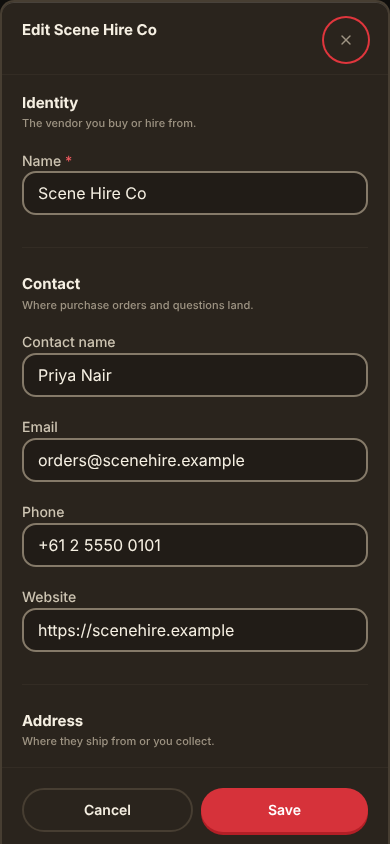 Edit Scene Hire Co
Identity
The vendor you buy or hire from.
Name *
Scene Hire Co
Contact
Where purchase orders and questions land.
Contact name
Priya Nair
Email
orders@scenehire.example
Phone
+61 2 5550 0101
Website
https://scenehire.example
Address
Where they ship from or you collect.
Cancel
Save